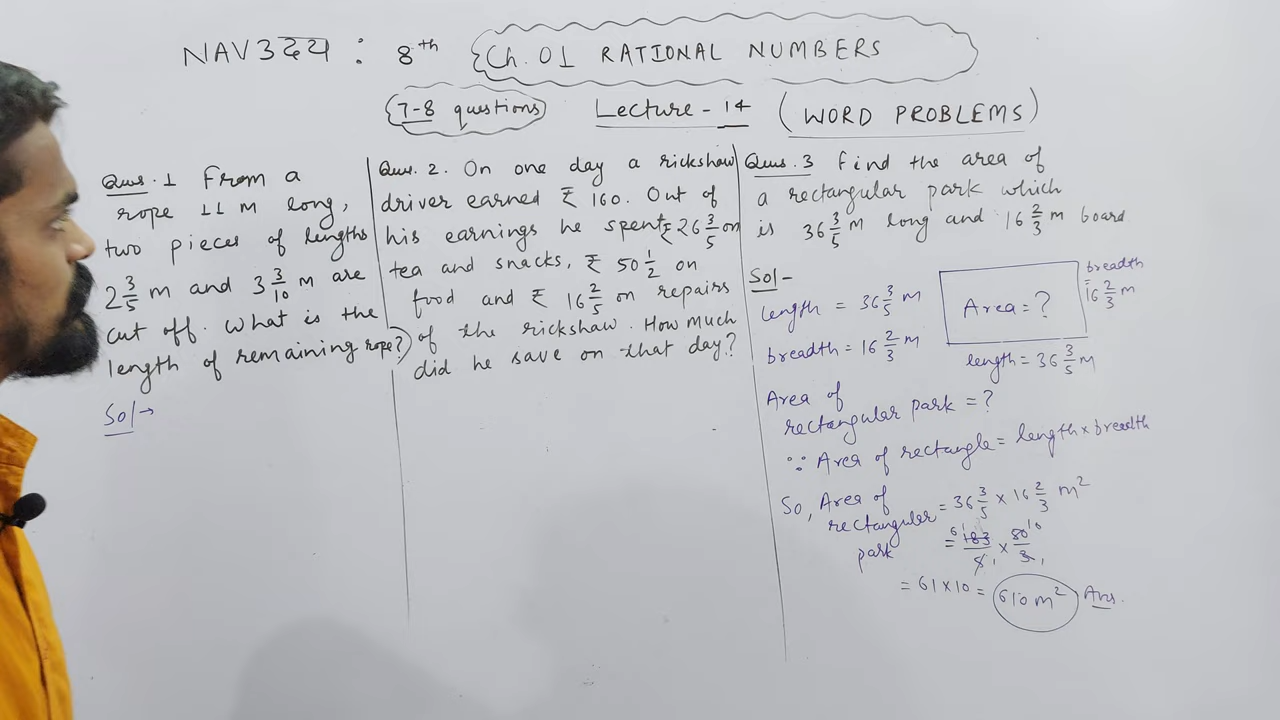 NAV3324 : 8th Ch. 01 RATIONAL NUMBERS
7-8 questions Lecture - 14 (WORD PROBLEMS)
Ques. 1 From a
rope 11 m long,
two pieces of lengths
2 3/5 m and 3 3/10 m are
cut off. What is the
length of remaining rope?
Sol→
Ques. 2. On one day a rickshaw
driver earned ₹ 160. Out of
his earnings he spent ₹ 26 3/5 on
tea and snacks, ₹ 50 1/2 on
food and ₹ 16 2/5 on repairs
of the rickshaw. How much
did he save on that day?
Ques. 3 Find the area of
a rectangular park which
is 36 3/5 m long and 16 2/3 m board
Sol-
length = 36 3/5 m
breadth = 16 2/3 m
Area = ?
breadth
= 16 2/3 m
length = 36 3/5 m
Area of
rectangular park = ?
∵ Area of rectangle = length × breadth
So, Area of
rectangular
park
= 36 3/5 × 16 2/3 m²
= 183/5 × 80/3
61 1 10 1
= 61 × 10 = 610 m² Ans.